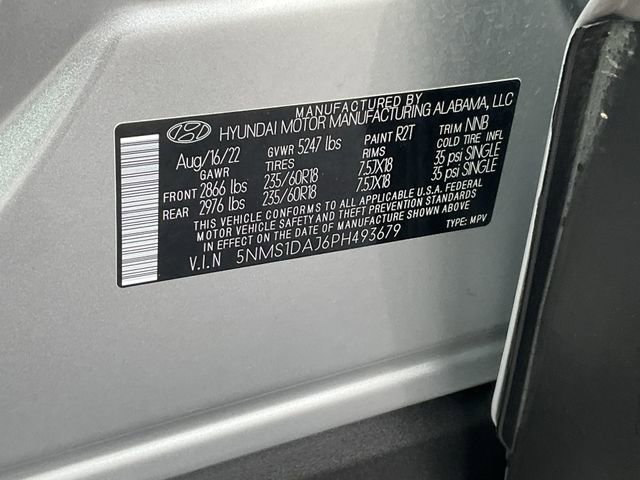 MANUFACTURED BY
HYUNDAI MOTOR MANUFACTURING ALABAMA, LLC
Aug/16/22 GVWR 5247 lbs PAINT R2T TRIM NNB
GAWR TIRES RIMS COLD TIRE INFL
FRONT 2866 lbs 235/60R18 7.5JX18 35 psi SINGLE
REAR 2976 lbs 235/60R18 7.5JX18 35 psi SINGLE
THIS VEHICLE CONFORMS TO ALL APPLICABLE U.S.A. FEDERAL
MOTOR VEHICLE SAFETY AND THEFT PREVENTION STANDARDS
IN EFFECT ON THE DATE OF MANUFACTURE SHOWN ABOVE.
V.I.N 5NMS1DAJ6PH493679 TYPE: MPV